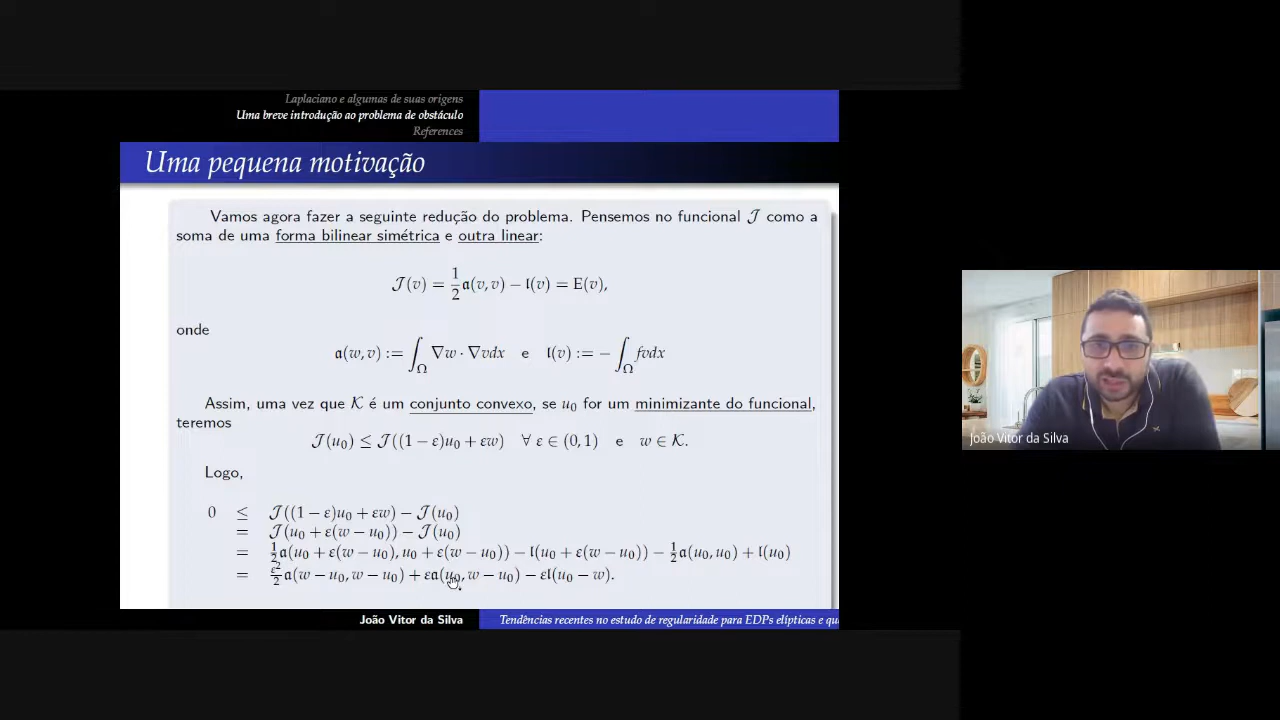 Laplaciano e algumas de suas origens
Uma breve introdução ao problema de obstáculo
References
Uma pequena motivação
Vamos agora fazer a seguinte redução do problema. Pensemos no funcional 𝒥 como a
soma de uma forma bilinear simétrica e outra linear:
𝒥(v) = 1/2 𝔞(v, v) − 𝔩(v) = E(v),
onde
𝔞(w, v) := ∫_Ω ∇w · ∇vdx e 𝔩(v) := − ∫_Ω fvdx
Assim, uma vez que 𝒦 é um conjunto convexo, se u₀ for um minimizante do funcional,
teremos
𝒥(u₀) ≤ 𝒥((1 − ε)u₀ + εw) ∀ ε ∈ (0, 1) e w ∈ 𝒦.
Logo,
0 ≤ 𝒥((1 − ε)u₀ + εw) − 𝒥(u₀)
= 𝒥(u₀ + ε(w − u₀)) − 𝒥(u₀)
= 1/2 𝔞(u₀ + ε(w − u₀), u₀ + ε(w − u₀)) − 𝔩(u₀ + ε(w − u₀)) − 1/2 𝔞(u₀, u₀) + 𝔩(u₀)
= ε²/2 𝔞(w − u₀, w − u₀) + ε𝔞(u₀, w − u₀) − ε𝔩(u₀ − w).
João Vitor da Silva
Tendências recentes no estudo de regularidade para EDPs elípticas e qu
João Vitor da Silva